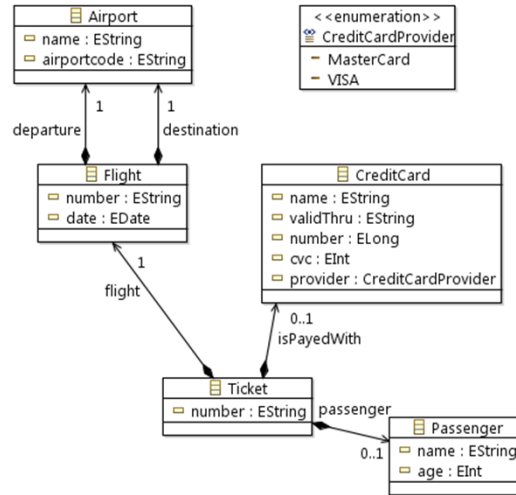 Airport
name : EString
airportcode : EString
<<enumeration>>
CreditCardProvider
MasterCard
VISA
1
1
departure
destination
Flight
number : EString
date : EDate
CreditCard
name : EString
validThru : EString
number : ELong
cvc : EInt
provider : CreditCardProvider
1
flight
0..1
isPayedWith
Ticket
number : EString
passenger
0..1
Passenger
name : EString
age : EInt